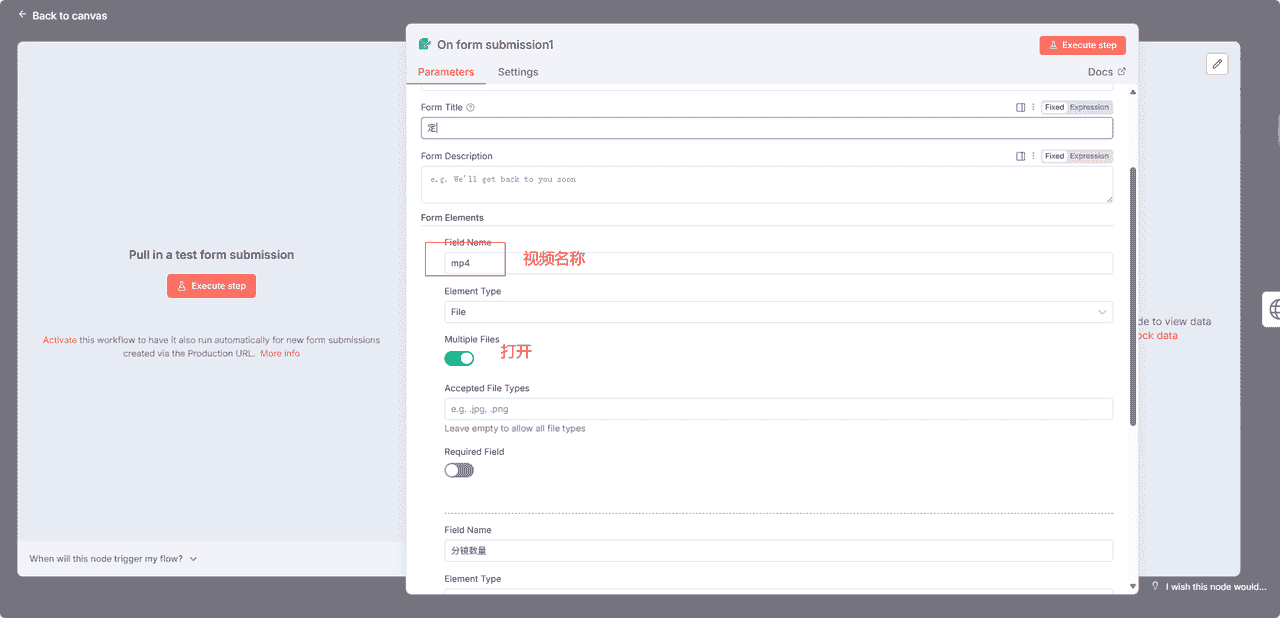 Back to canvas
On form submission1
Execute step
Parameters
Settings
Docs
Form Title
Fixed Expression
定
Form Description
Fixed Expression
e.g. We'll get back to you soon
Form Elements
Field Name
mp4
视频名称
Element Type
File
Multiple Files
打开
Accepted File Types
e.g. .jpg, .png
Leave empty to allow all file types
Required Field
Field Name
分镜数量
Element Type
Pull in a test form submission
Execute step
Activate this workflow to have it also run automatically for new form submissions
created via the Production URL. More info
When will this node trigger my flow?
de to view data
ock data
I wish this node would...